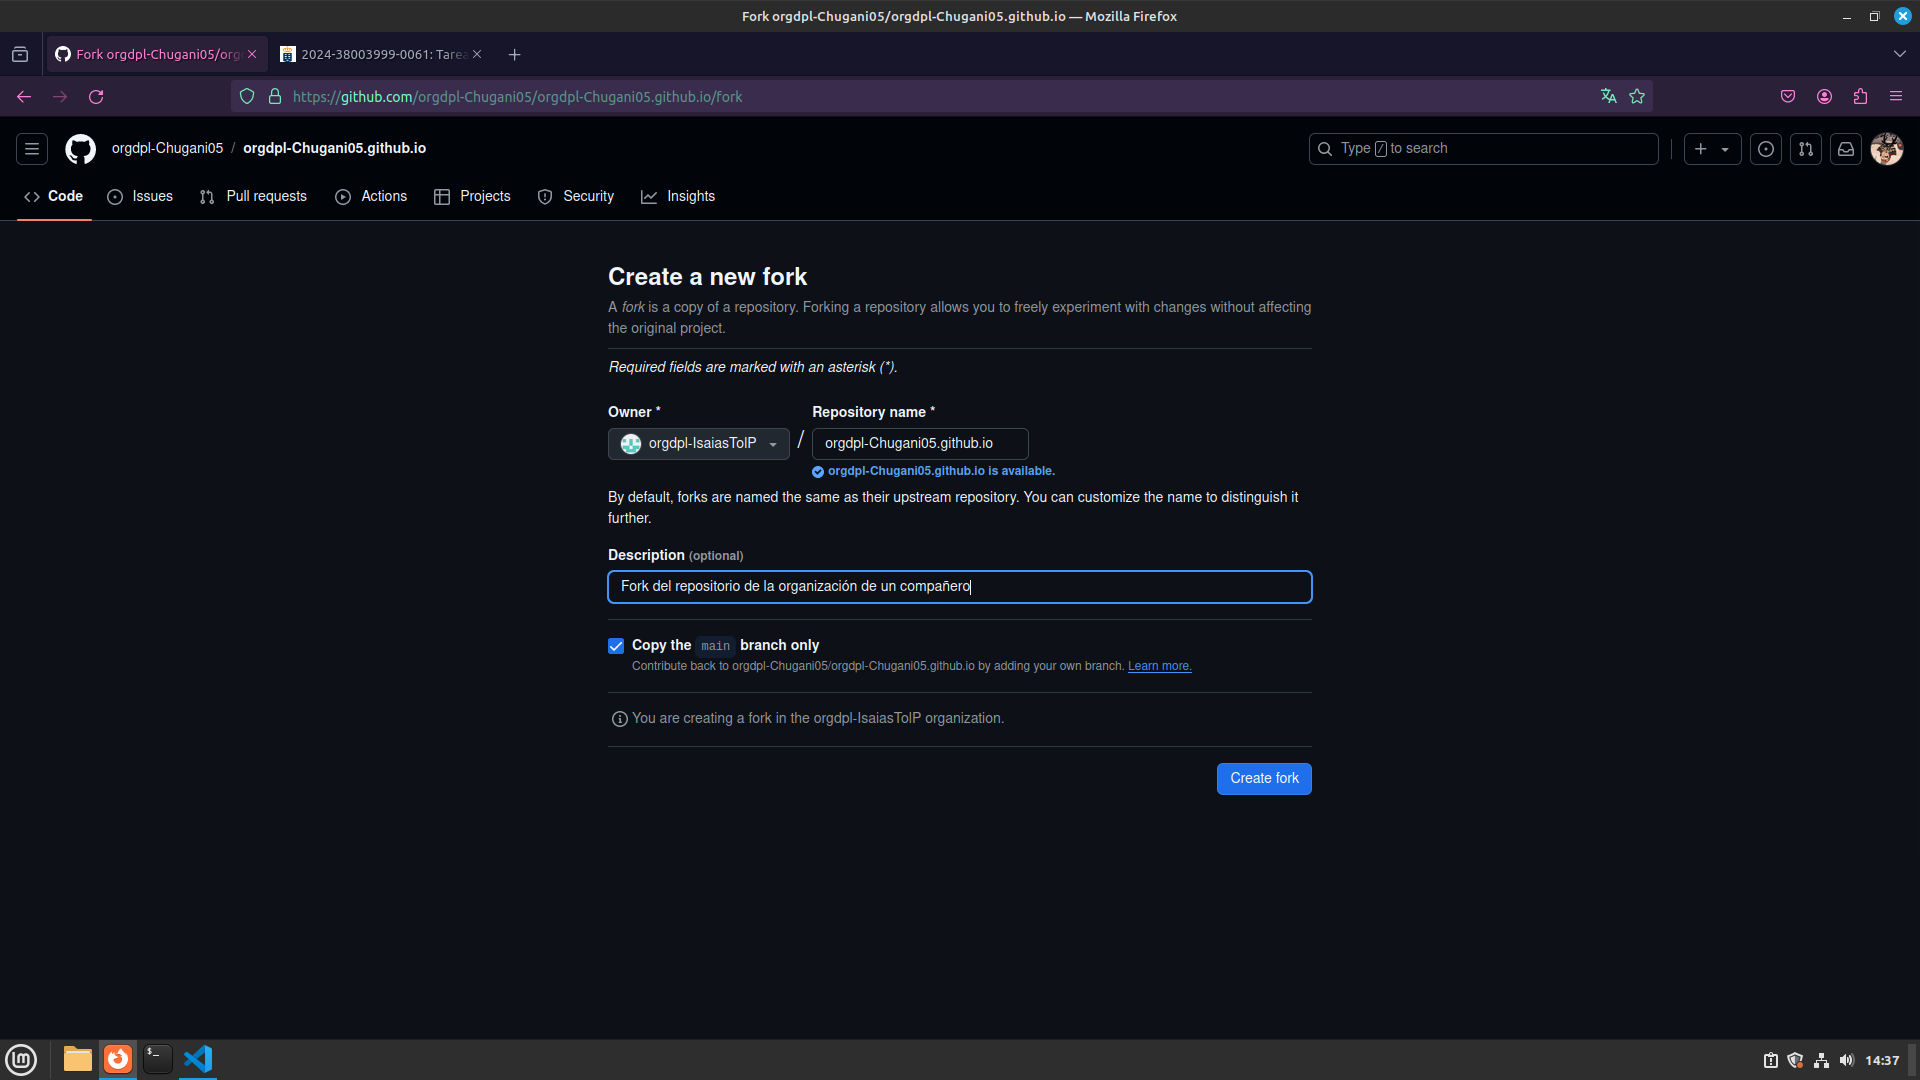 Fork orgdpl-Chugani05/orgdpl-Chugani05.github.io — Mozilla Firefox
Fork orgdpl-Chugani05/org
2024-38003999-0061: Tarea
https://github.com/orgdpl-Chugani05/orgdpl-Chugani05.github.io/fork
orgdpl-Chugani05 / orgdpl-Chugani05.github.io
Type / to search
Code
Issues
Pull requests
Actions
Projects
Security
Insights
Create a new fork
A fork is a copy of a repository. Forking a repository allows you to freely experiment with changes without affecting
the original project.
Required fields are marked with an asterisk (*).
Owner *
Repository name *
orgdpl-IsaiasToIP
/
orgdpl-Chugani05.github.io
orgdpl-Chugani05.github.io is available.
By default, forks are named the same as their upstream repository. You can customize the name to distinguish it
further.
Description (optional)
Fork del repositorio de la organización de un compañero
Copy the main branch only
Contribute back to orgdpl-Chugani05/orgdpl-Chugani05.github.io by adding your own branch. Learn more.
You are creating a fork in the orgdpl-IsaiasToIP organization.
Create fork
14:37